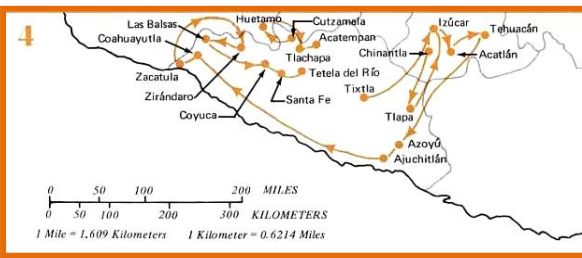 4
Las Balsas
Huetamo
Cutzamala
Izúcar
Tehuacán
Coahuayutla
Acatempan
Chinantla
Acatlán
Tlachapa
Zacatula
Tetela del Río
Zirándaro
Santa Fe
Tixtla
Coyuca
Tlapa
Azoyú
Ajuchitlán
0 50 100 200 MILES
0 50 100 200 300 KILOMETERS
1 Mile = 1.609 Kilometers 1 Kilometer = 0.6214 Miles